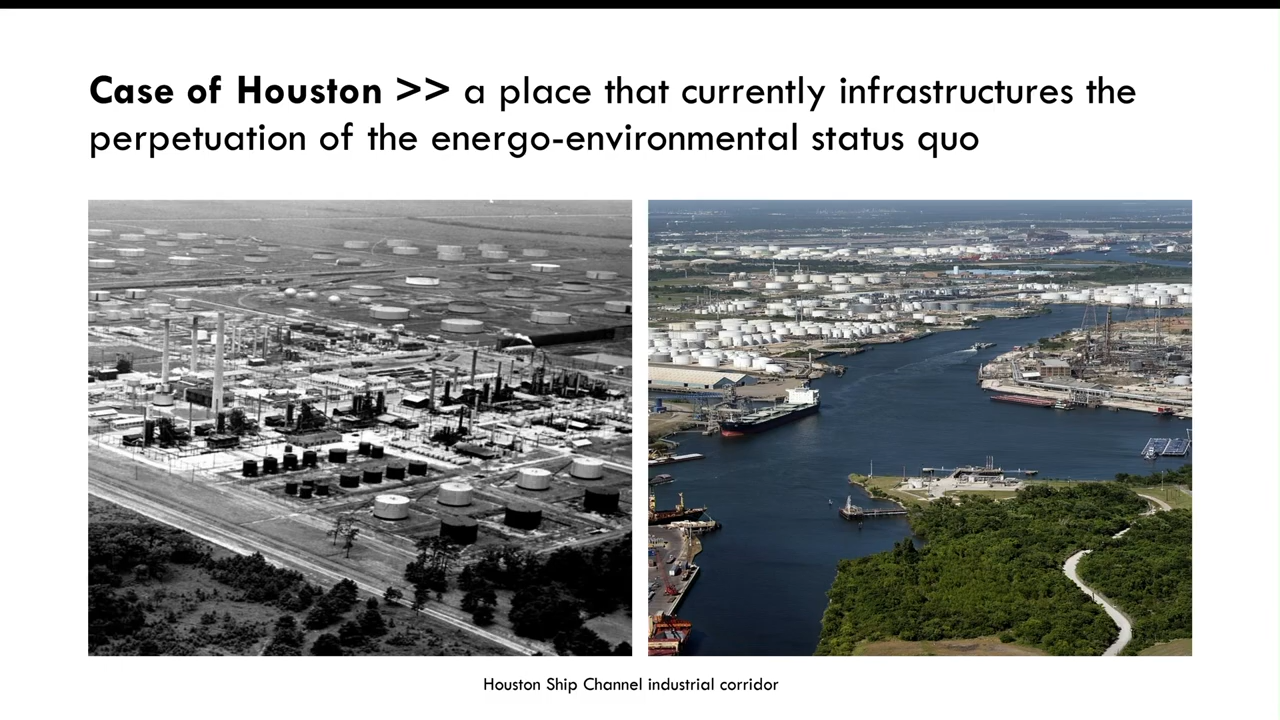 Case of Houston >> a place that currently infrastructures the
perpetuation of the energo-environmental status quo
Houston Ship Channel industrial corridor